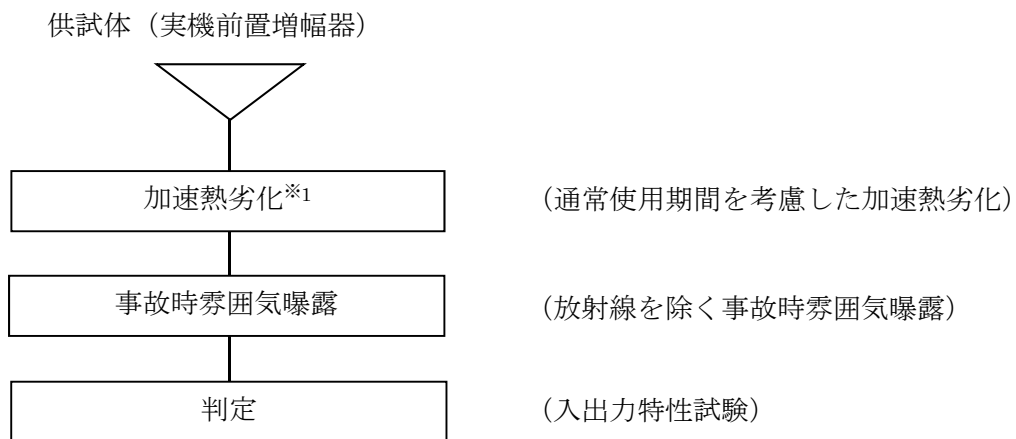 供試体（実機前置増幅器）
加速熱劣化※1 （通常使用期間を考慮した加速熱劣化）
事故時雰囲気曝露 （放射線を除く事故時雰囲気曝露）
判定 （入出力特性試験）